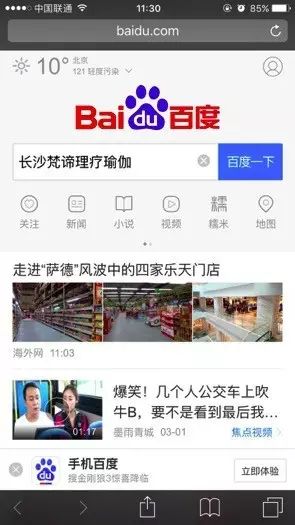 中国联通 11:30 85%
baidu.com
10° 北京
121 轻度污染
Bai du 百度
长沙梵谛理疗瑜伽 百度一下
关注 新闻 小说 视频 糯米 地图
走进“萨德”风波中的四家乐天门店
海外网 11:03
爆笑！几个人公交车上吹
牛B，要不是看到最后我…
01:17
墨雨青城 03-01 焦点视频>
手机百度
搜金刚狼3惊喜降临
立即体验